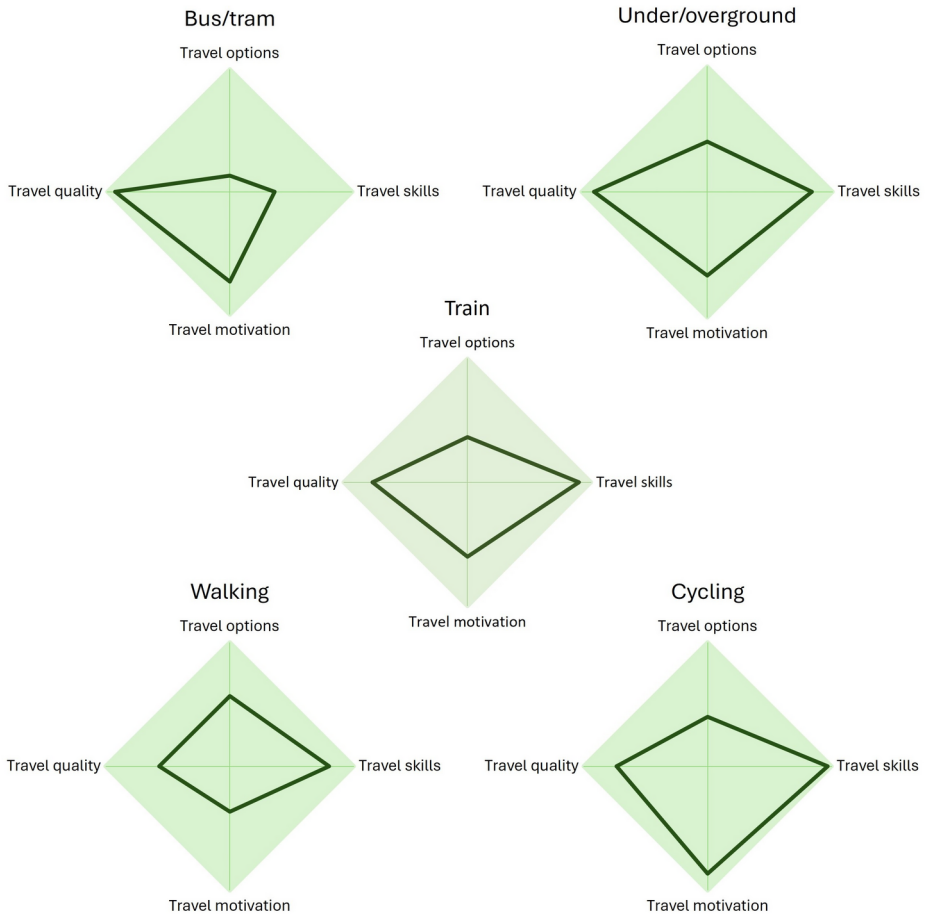 Bus/tram
Travel options
Travel quality
Travel skills
Travel motivation
Under/overground
Travel options
Travel quality
Travel skills
Travel motivation
Train
Travel options
Travel quality
Travel skills
Travel motivation
Walking
Travel options
Travel quality
Travel skills
Travel motivation
Cycling
Travel options
Travel quality
Travel skills
Travel motivation